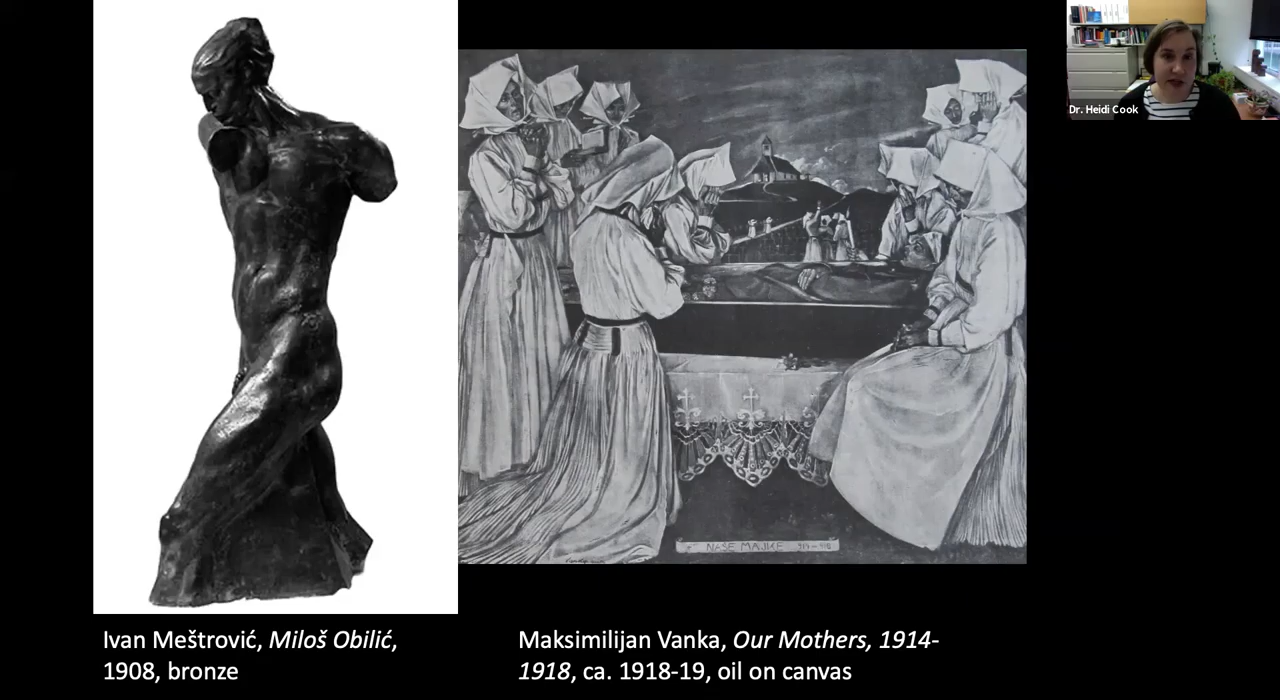 Dr. Heidi Cook
NAŠE MAJKE
Ivan Meštrović, Miloš Obilić,
1908, bronze
Maksimilijan Vanka, Our Mothers, 1914-
1918, ca. 1918-19, oil on canvas